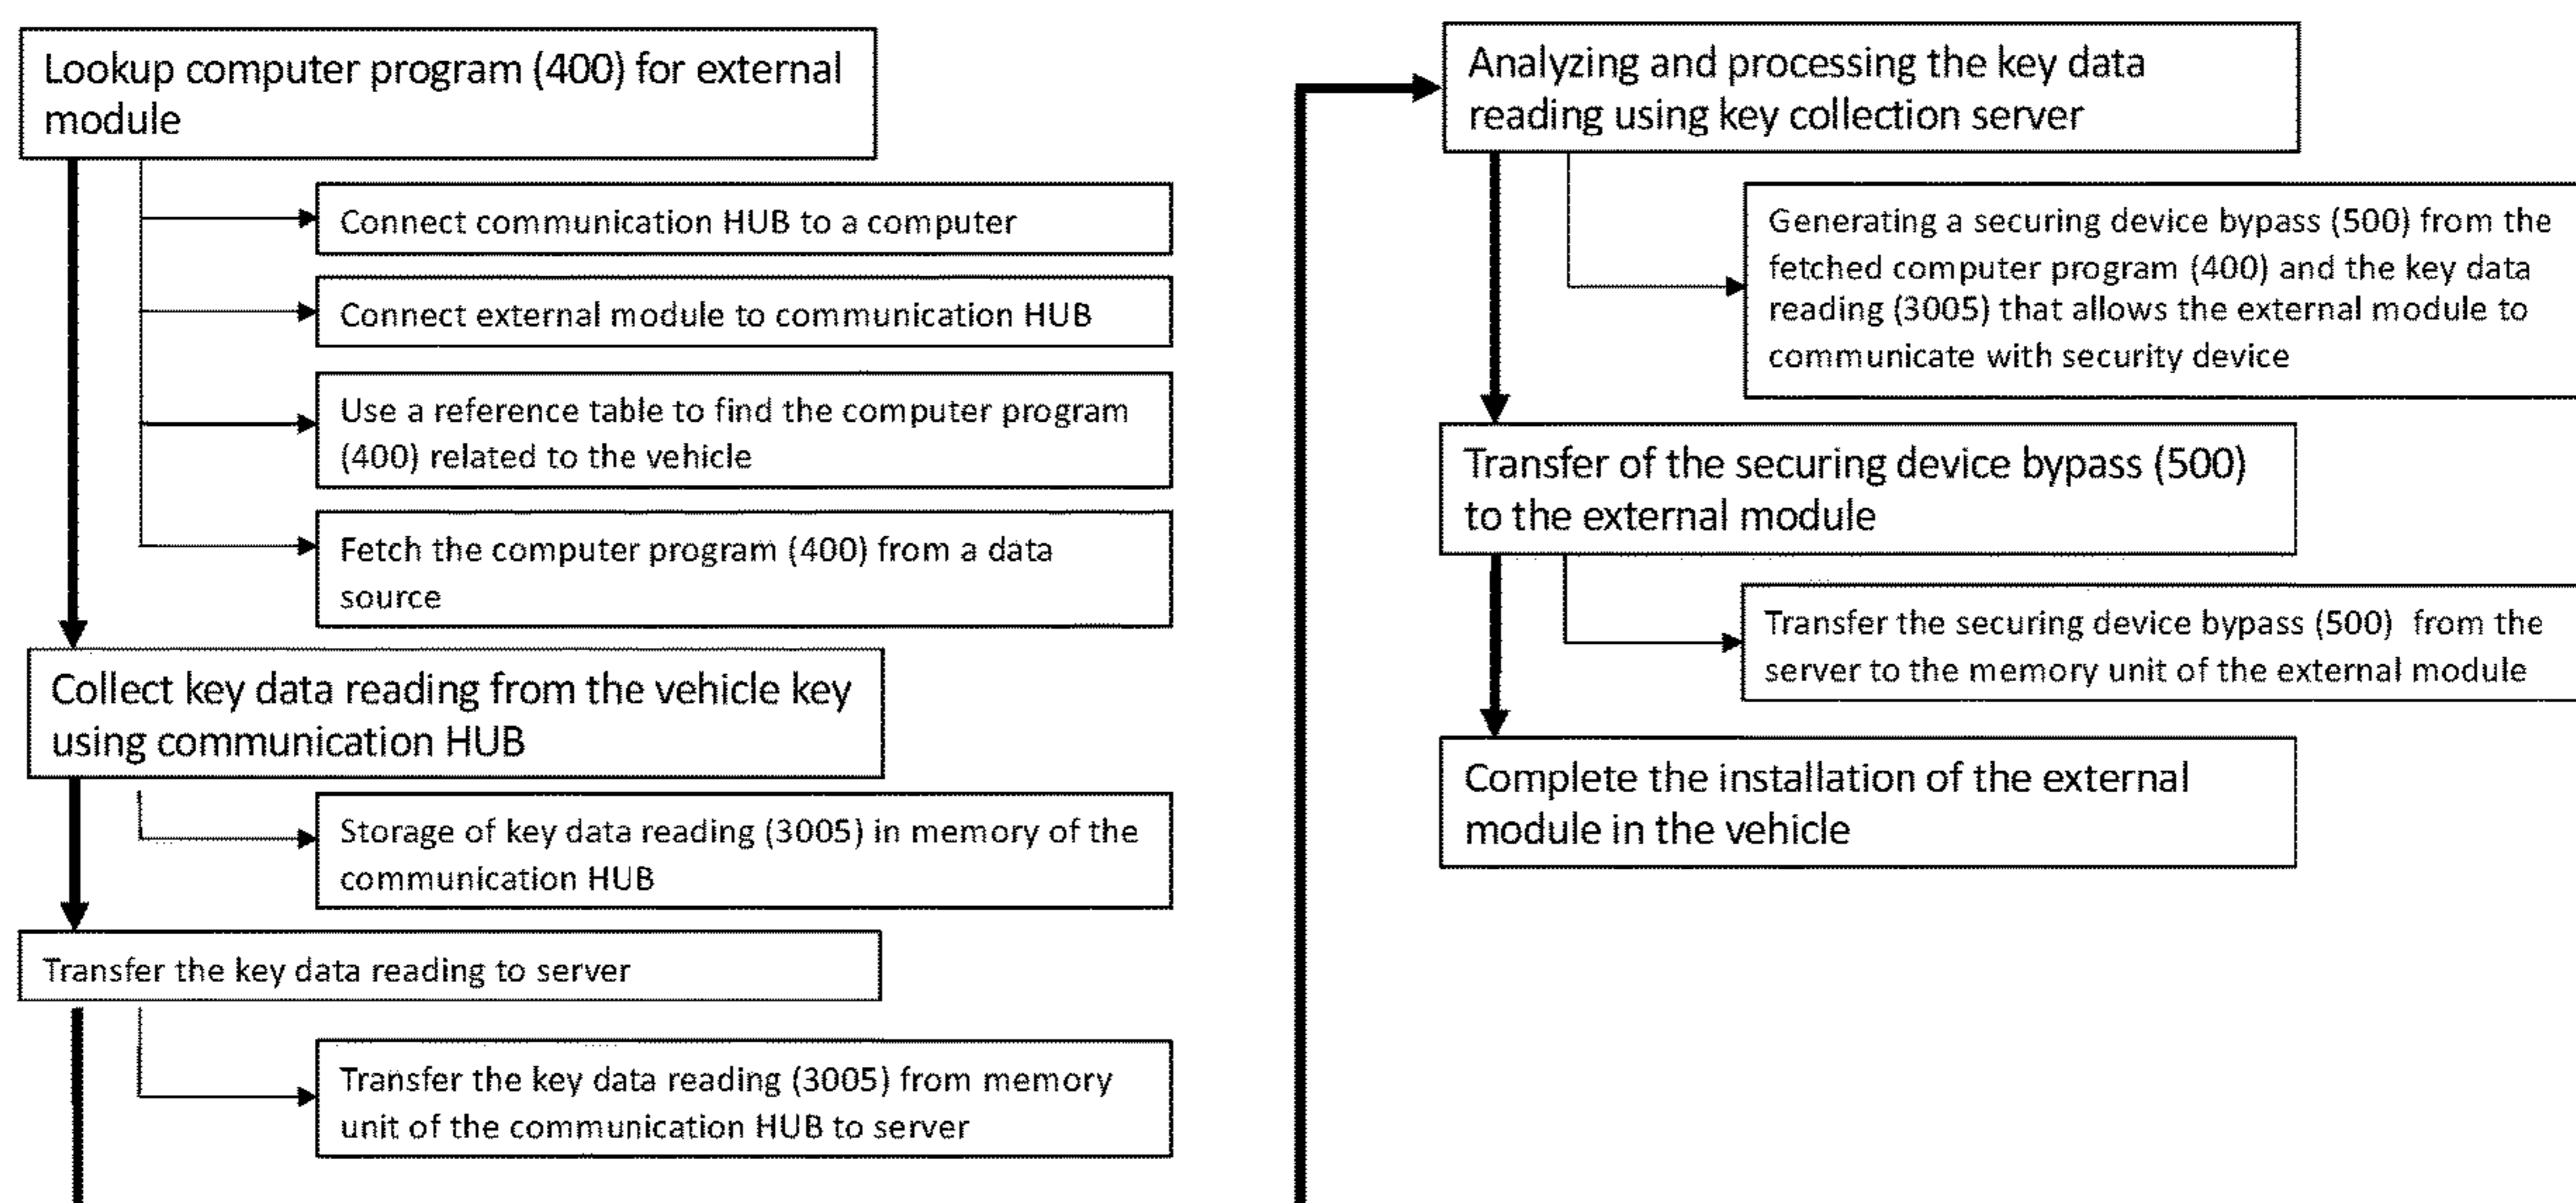 Lookup computer program (400) for external
module
Connect communication HUB to a computer
Connect external module to communication HUB
Use a reference table to find the computer program
(400) related to the vehicle
Fetch the computer program (400) from a data
source
Collect key data reading from the vehicle key
using communication HUB
Storage of key data reading (3005) in memory of the
communication HUB
Transfer the key data reading to server
Transfer the key data reading (3005) from memory
unit of the communication HUB to server
Analyzing and processing the key data
reading using key collection server
Generating a securing device bypass (500) from the
fetched computer program (400) and the key data
reading (3005) that allows the external module to
communicate with security device
Transfer of the securing device bypass (500)
to the external module
Transfer the securing device bypass (500) from the
server to the memory unit of the external module
Complete the installation of the external
module in the vehicle